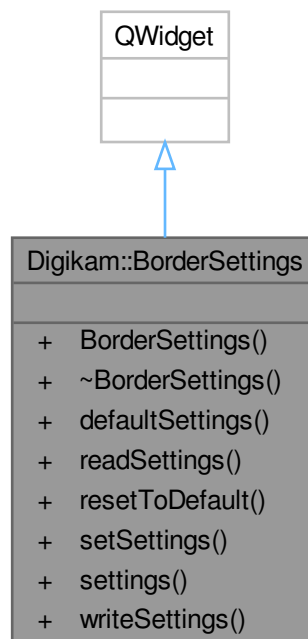 QWidget
Digikam::BorderSettings
+ BorderSettings()
+ ~BorderSettings()
+ defaultSettings()
+ readSettings()
+ resetToDefault()
+ setSettings()
+ settings()
+ writeSettings()